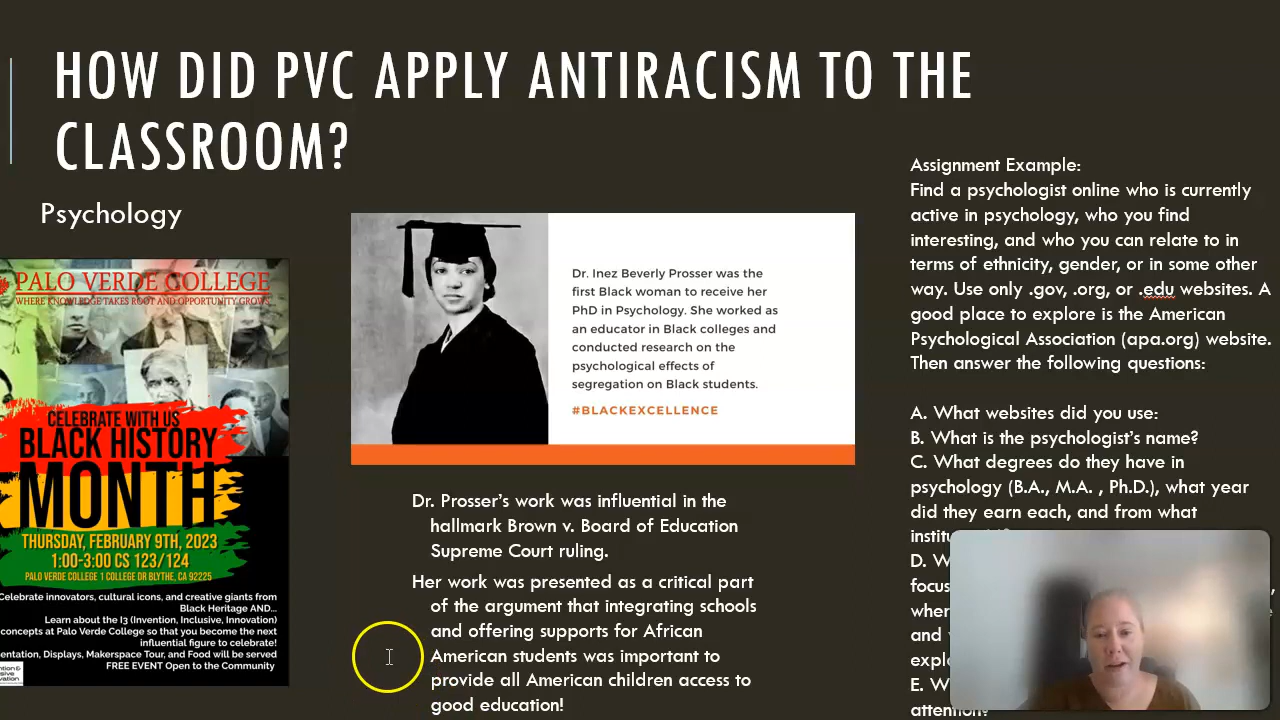 HOW DID PVC APPLY ANTIRACISM TO THE
CLASSROOM?
Psychology
PALO VERDE COLLEGE
WHERE KNOWLEDGE TAKES ROOT AND OPPORTUNITY GROWS
CELEBRATE WITH US
BLACK HISTORY
MONTH
THURSDAY, FEBRUARY 9TH, 2023
1:00-3:00 CS 123/124
PALO VERDE COLLEGE 1 COLLEGE DR BLYTHE, CA 92225
Celebrate innovators, cultural icons, and creative giants from
Black Heritage AND...
Learn about the I3 (Invention, Inclusive, Innovation)
concepts at Palo Verde College so that you become the next
influential figure to celebrate!
Displays, Makerspace Tour, and Food will be served
FREE EVENT Open to the Community
Dr. Inez Beverly Prosser was the
first Black woman to receive her
PhD in Psychology. She worked as
an educator in Black colleges and
conducted research on the
psychological effects of
segregation on Black students.
#BLACKEXCELLENCE
Dr. Prosser's work was influential in the
hallmark Brown v. Board of Education
Supreme Court ruling.
Her work was presented as a critical part
of the argument that integrating schools
and offering supports for African
American students was important to
provide all American children access to
good education!
Assignment Example:
Find a psychologist online who is currently
active in psychology, who you find
interesting, and who you can relate to in
terms of ethnicity, gender, or in some other
way. Use only .gov, .org, or .edu websites. A
good place to explore is the American
Psychological Association (apa.org) website.
Then answer the following questions:
A. What websites did you use:
B. What is the psychologist's name?
C. What degrees do they have in
psychology (B.A., M.A. , Ph.D.), what year
did they earn each, and from what
D.
and
E.
attention?